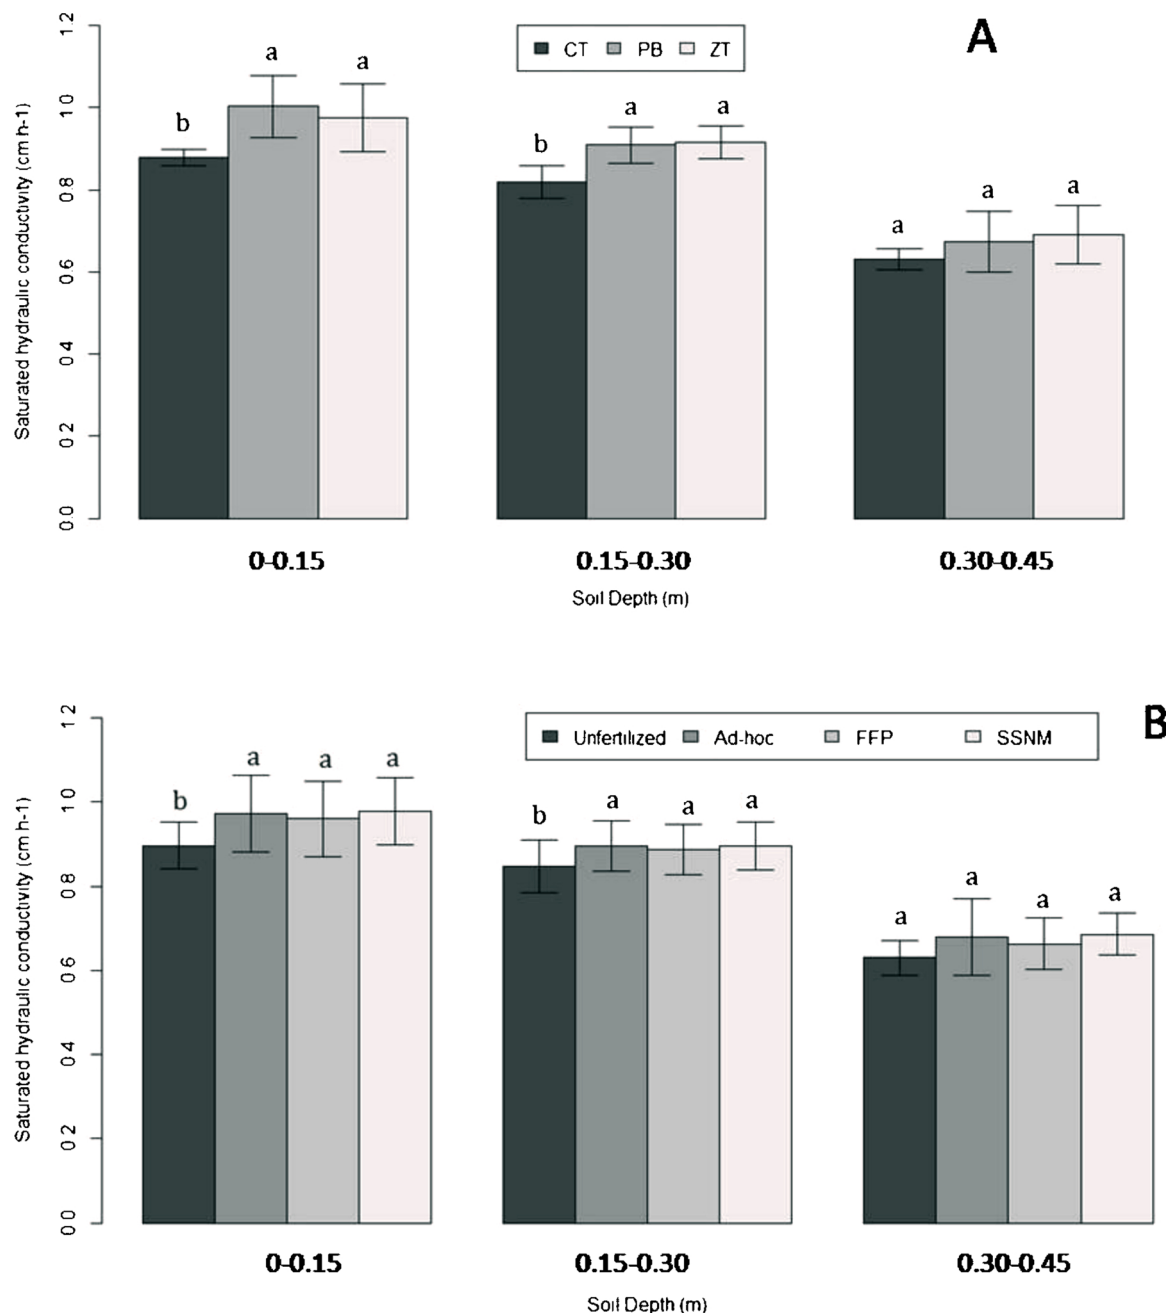 A
CT PB ZT
Saturated hydraulic conductivity (cm h-1)
1.2
1.0
0.8
0.6
0.4
0.2
0.0
b a a
b a a
a a a
0-0.15 0.15-0.30 0.30-0.45
Soil Depth (m)
B
Unfertilized Ad-hoc FFP SSNM
Saturated hydraulic conductivity (cm h-1)
1.2
1.0
0.8
0.6
0.4
0.2
0.0
b a a a
b a a a
a a a a
0-0.15 0.15-0.30 0.30-0.45
Soil Depth (m)